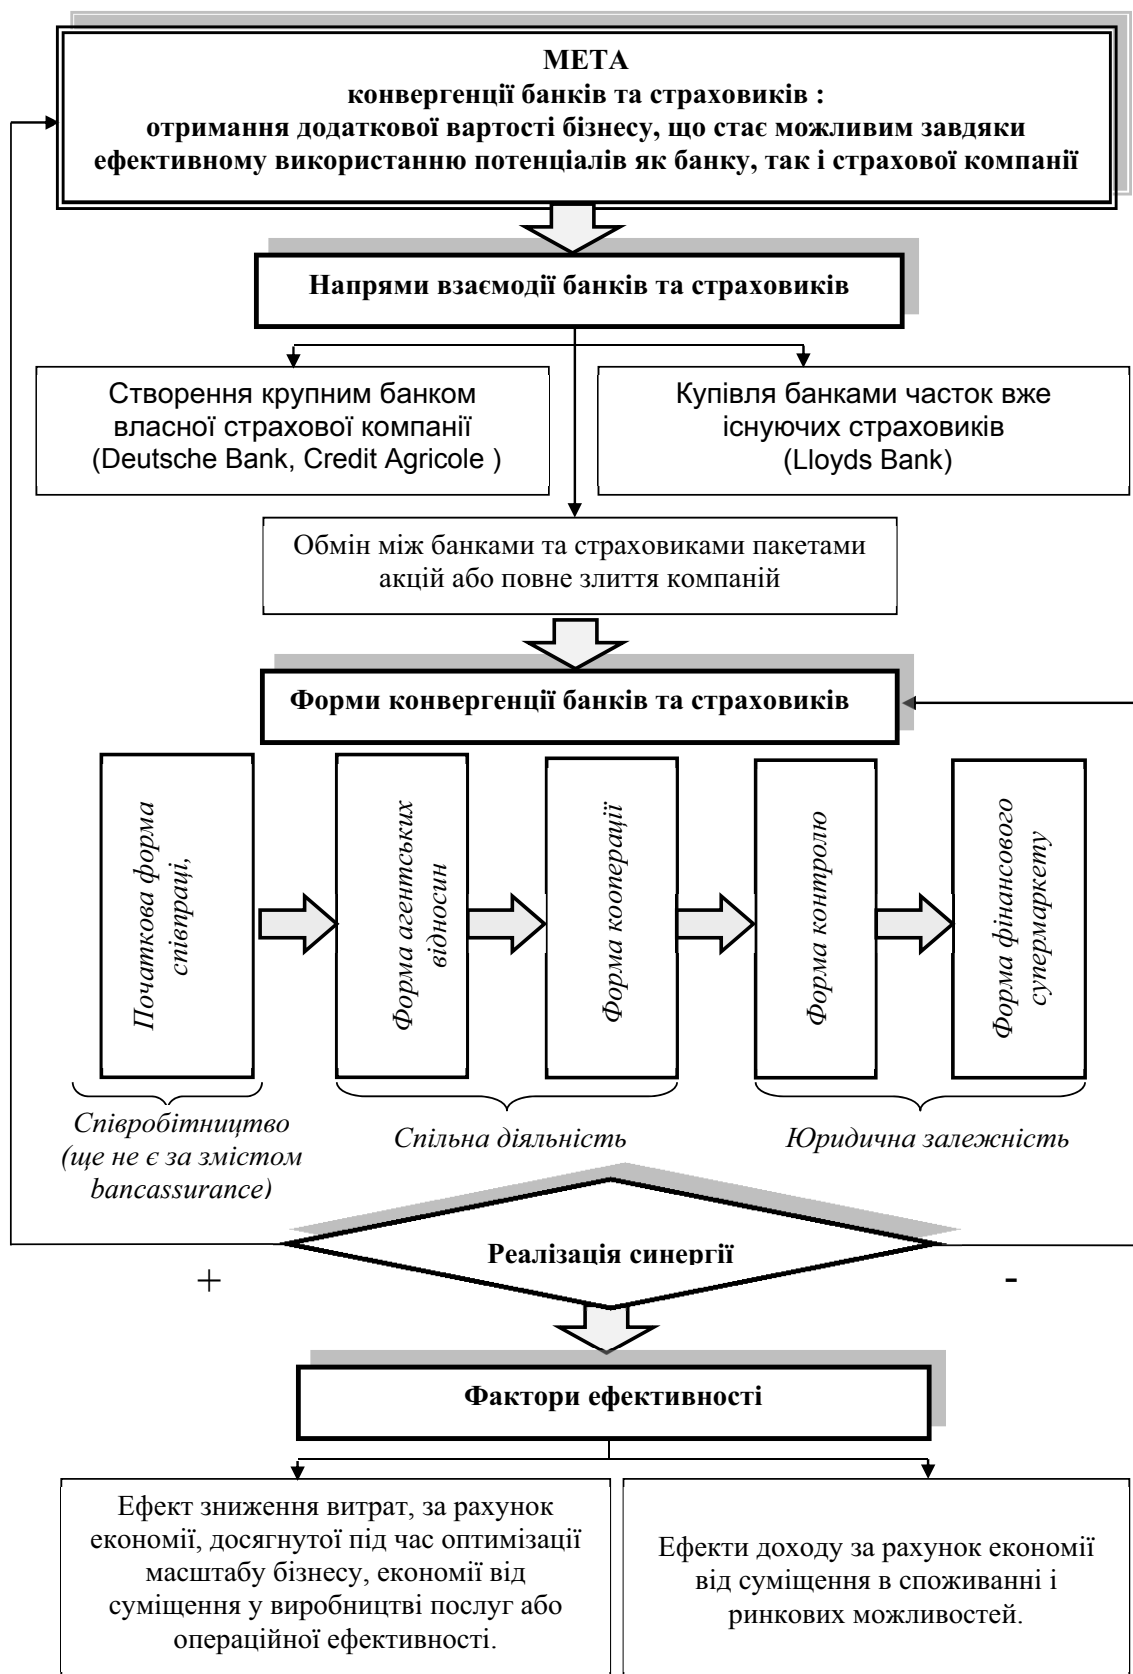 МЕТА
конвергенції банків та страховиків :
отримання додаткової вартості бізнесу, що стає можливим завдяки
ефективному використанню потенціалів як банку, так і страхової компанії
Напрями взаємодії банків та страховиків
Створення крупним банком
власної страхової компанії
(Deutsche Bank, Credit Agricole )
Купівля банками часток вже
існуючих страховиків
(Lloyds Bank)
Обмін між банками та страховиками пакетами
акцій або повне злиття компаній
Форми конвергенції банків та страховиків
Початкова форма
співпраці,
Форма агентських
відносин
Форма кооперації
Форма контролю
Форма фінансового
супермаркету
Співробітництво
(ще не є за змістом
bancassurance)
Спільна діяльність
Юридична залежність
Реалізація синергії
+
-
Фактори ефективності
Ефект зниження витрат, за рахунок
економії, досягнутої під час оптимізації
масштабу бізнесу, економії від
суміщення у виробництві послуг або
операційної ефективності.
Ефекти доходу за рахунок економії
від суміщення в споживанні і
ринкових можливостей.